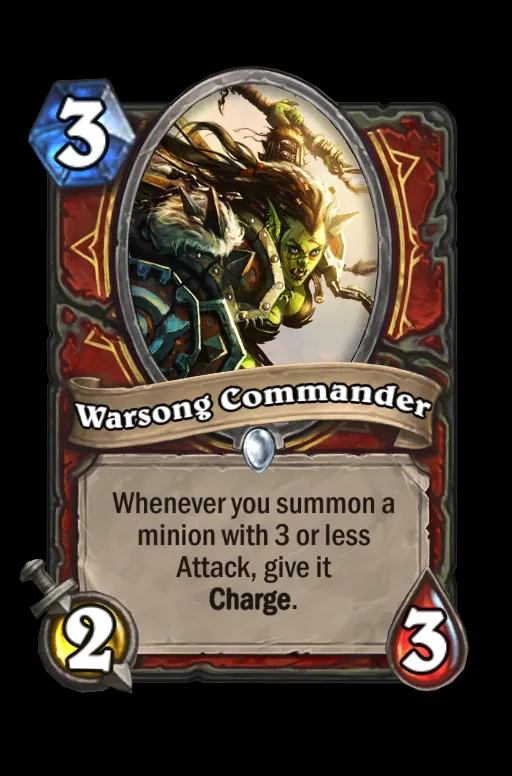 3
Warsong Commander
Whenever you summon a
minion with 3 or less
Attack, give it
Charge.
2
3